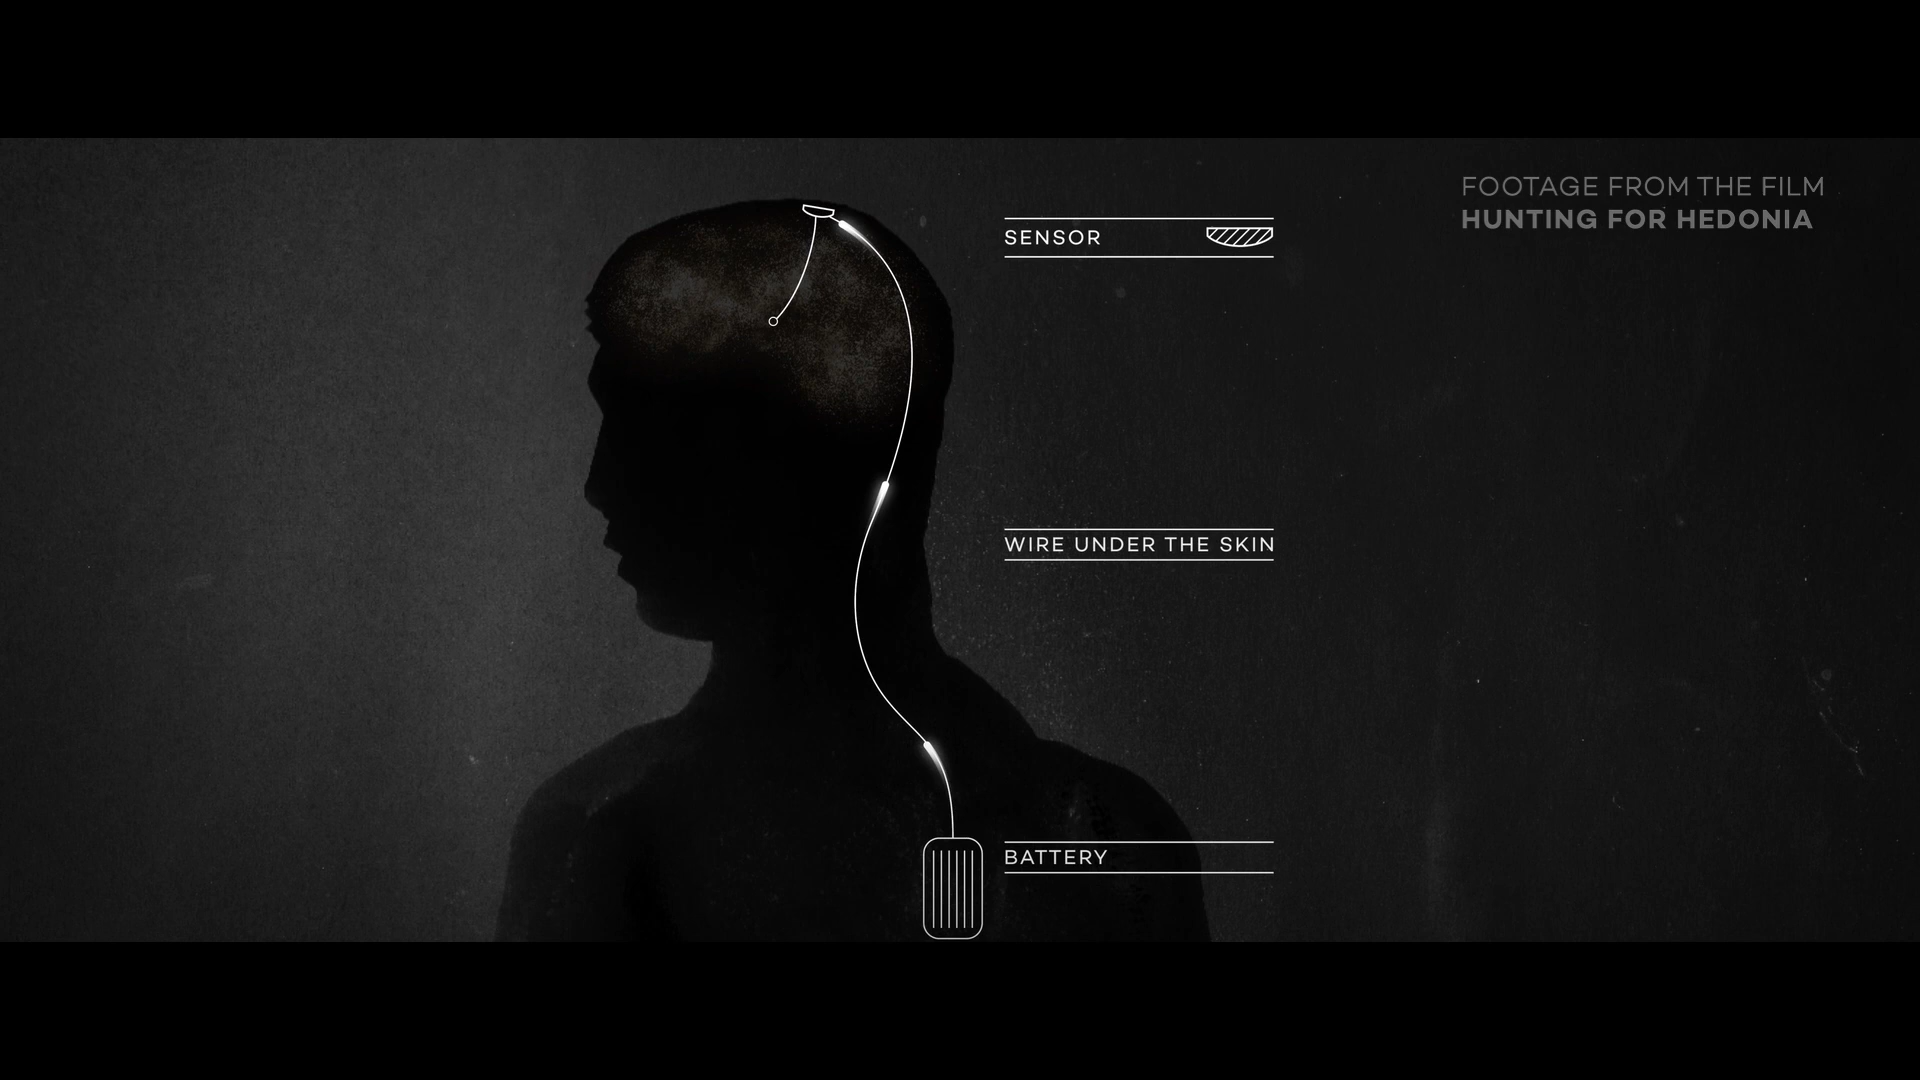 FOOTAGE FROM THE FILM
HUNTING FOR HEDONIA
SENSOR
WIRE UNDER THE SKIN
BATTERY